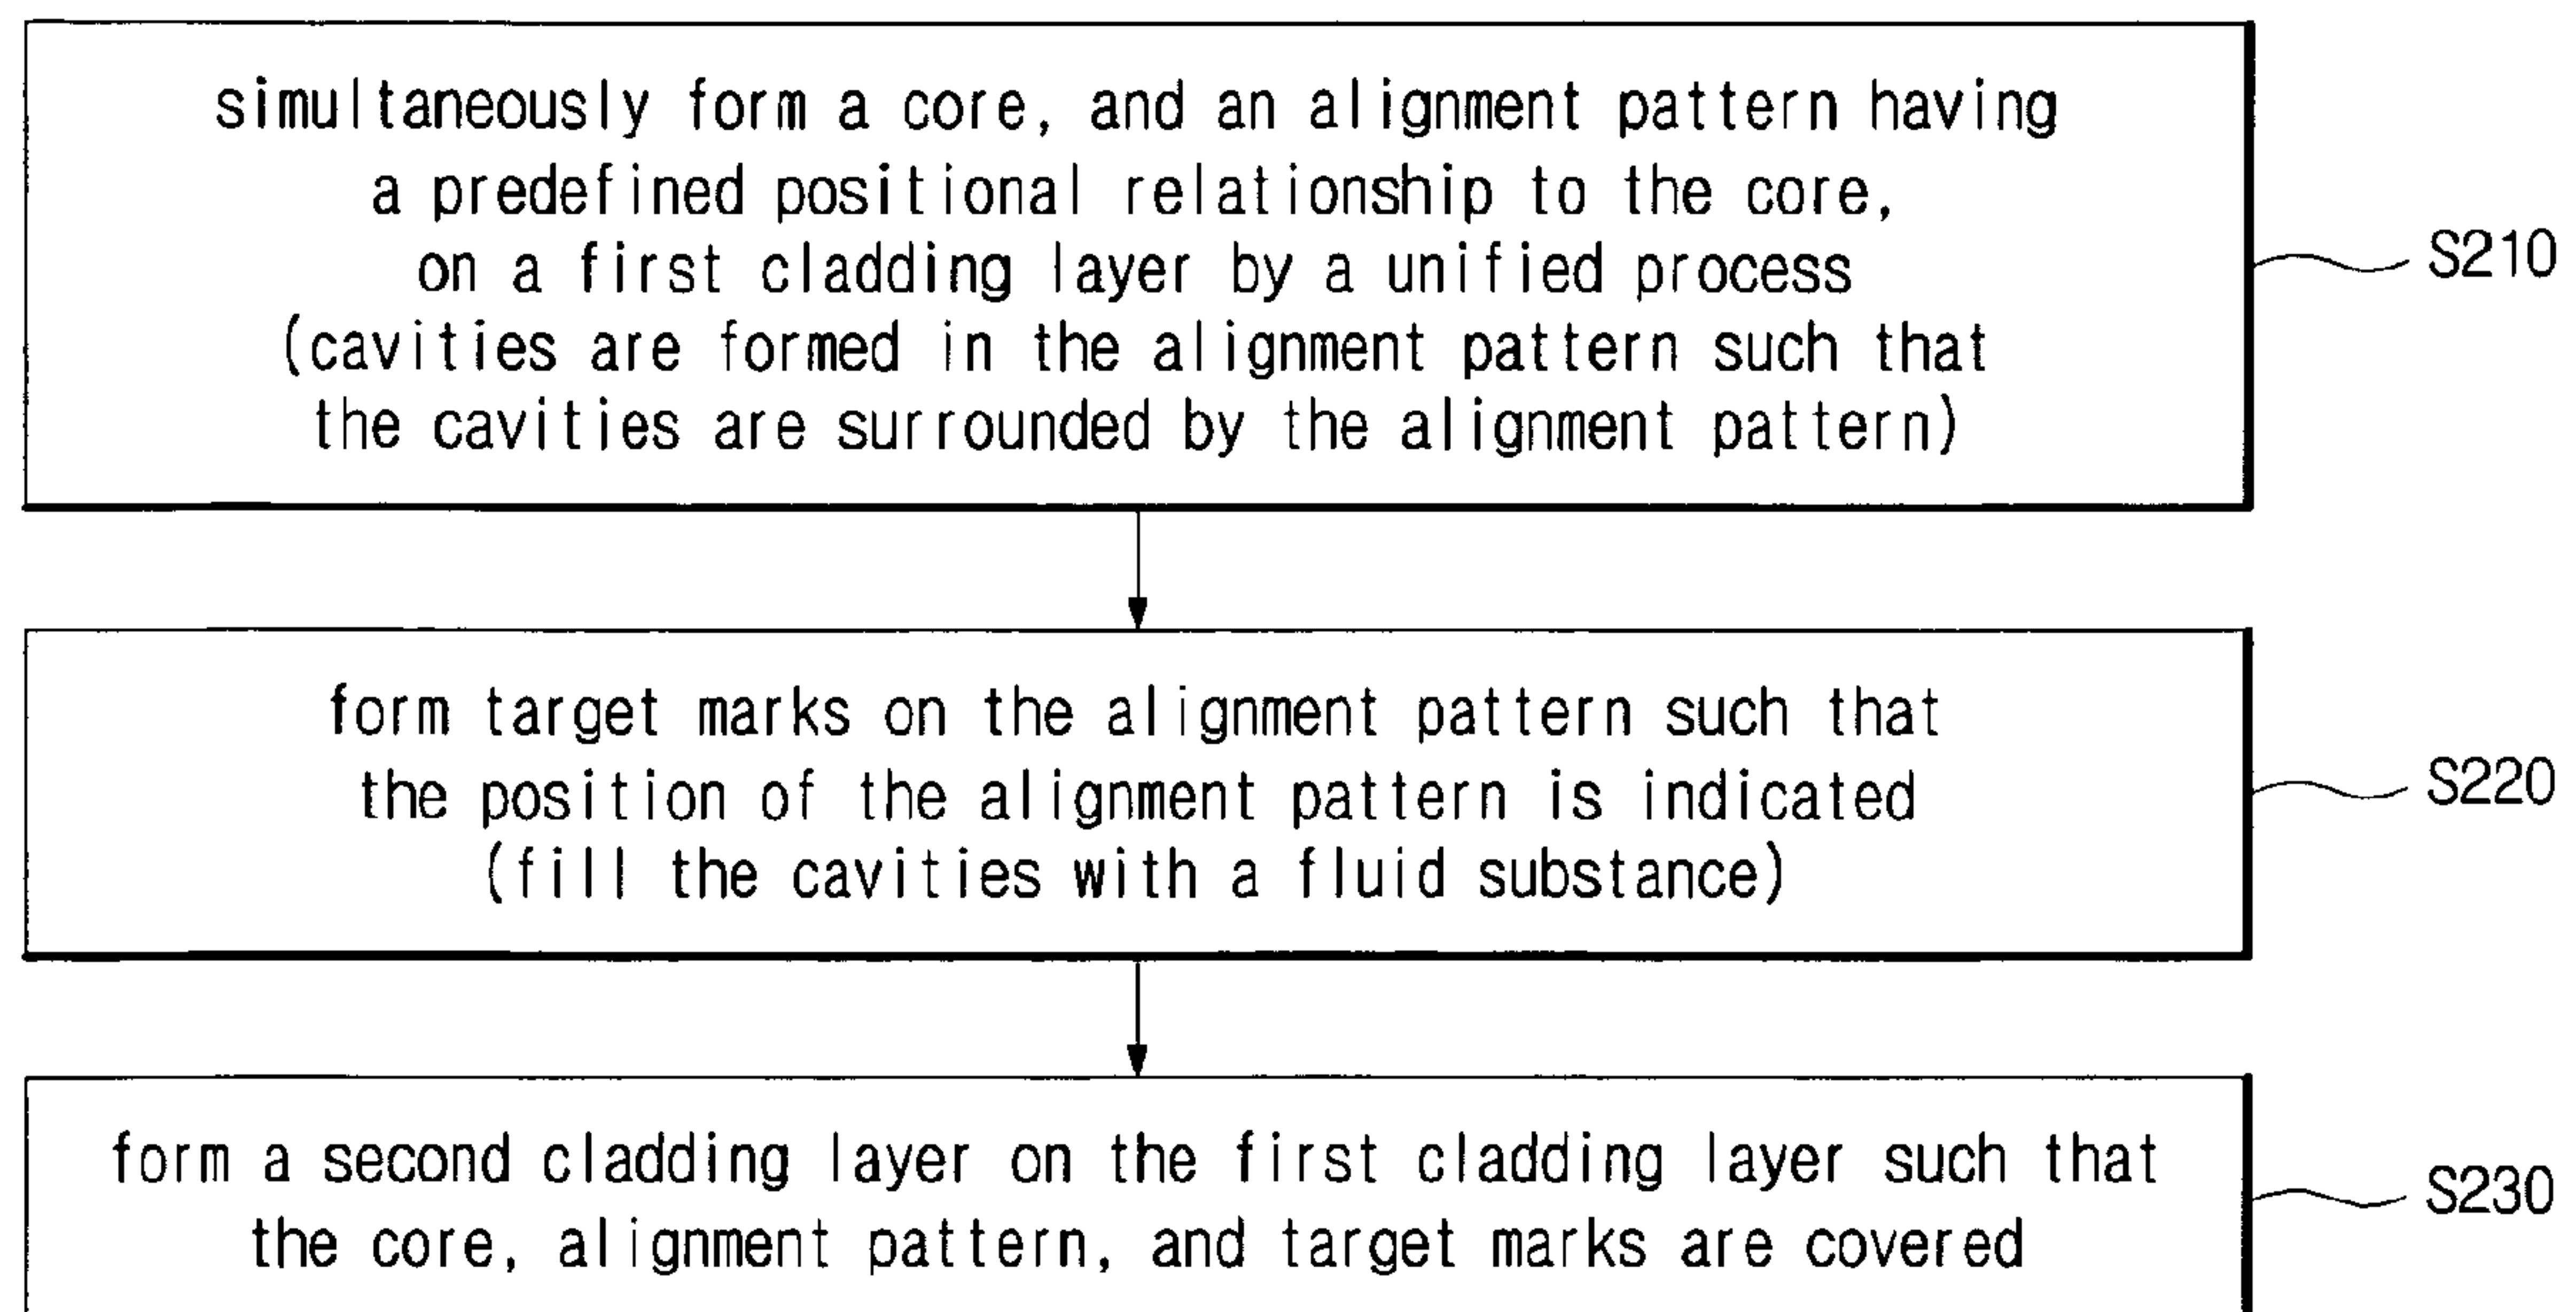 simultaneously form a core, and an alignment pattern having
a predefined positional relationship to the core,
on a first cladding layer by a unified process
(cavities are formed in the alignment pattern such that
the cavities are surrounded by the alignment pattern)
S210
form target marks on the alignment pattern such that
the position of the alignment pattern is indicated
(fill the cavities with a fluid substance)
S220
form a second cladding layer on the first cladding layer such that
the core, alignment pattern, and target marks are covered
S230